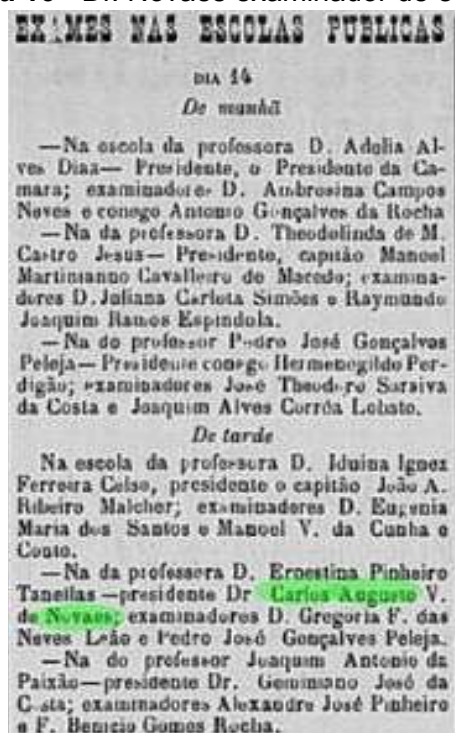 EXAMES NAS ESCOLAS PUBLICAS
DIA 14
De manhã
—Na escola da professora D. Adelia Al-
ves Diaz— Presidente, o Presidente da Ca-
mara; examinadores D. Ambrosina Campos
Neves e conego Antonio Gonçalves da Rocha
—Na da professora D. Theodolinda de M.
Castro Jesus— Presidente, capitão Manoel
Martinianno Cavalleiro de Macedo; examina-
dores D. Juliana Carlota Simões e Raymundo
Joaquim Ramos Espindola.
—Na do professor Pedro José Gonçalves
Peleja— Presidente conego Hermenegildo Per-
digão; examinadores José Theodoro Saraiva
da Costa e Joaquim Alves Corrêa Lobato.
De tarde
Na escola da professora D. Iduina Ignez
Ferreira Celso, presidente o capitão João A.
Ribeiro Malcher; examinadores D. Eugenia
Maria dos Santos e Manoel V. da Cunha e
Couto.
—Na da professora D. Ernestina Pinheiro
Tanellas —presidente Dr Carlos Augusto V.
de Novaes; examinadores D. Gregoria F. das
Neves Leão e Pedro José Gonçalves Peleja.
—Na do professor Joaquim Antonio da
Paixão—presidente Dr. Geminiano José da
Costa; examinadores Alexandre José Pinheiro
e F. Benicio Gomes Rocha.